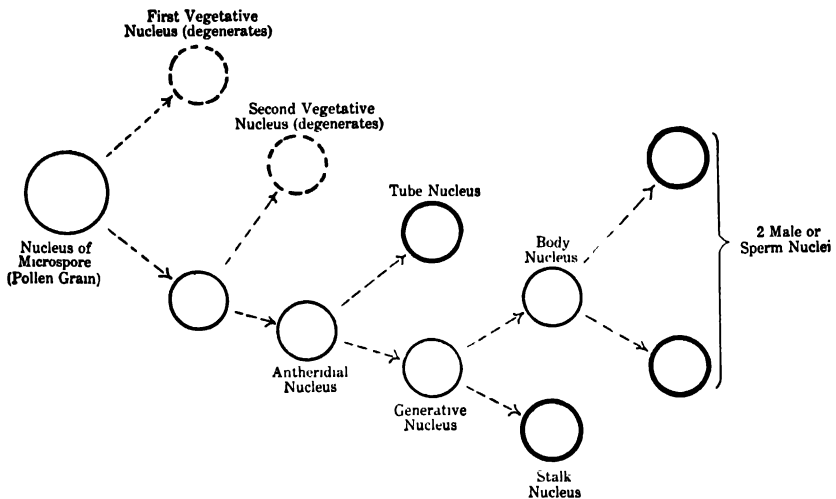 First Vegetative
Nucleus (degenerates)
Second Vegetative
Nucleus (degenerates)
Tube Nucleus
Nucleus of
Microspore
(Pollen Grain)
Body
Nucleus
2 Male or
Sperm Nuclei
Antheridial
Nucleus
Generative
Nucleus
Stalk
Nucleus